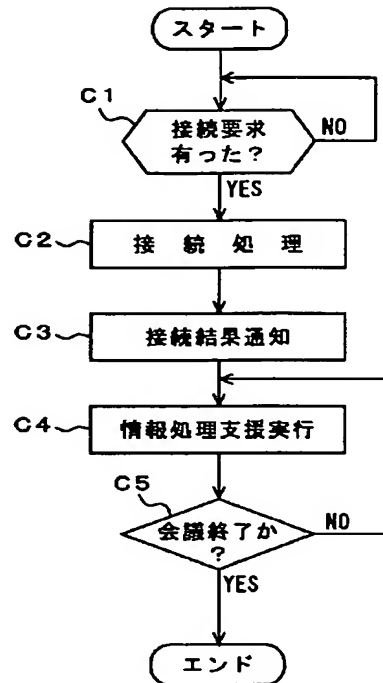 スタート
C1
接続要求
有った？
NO
YES
C2
接続処理
C3
接続結果通知
C4
情報処理支援実行
C5
会議終了か
？
NO
YES
エンド